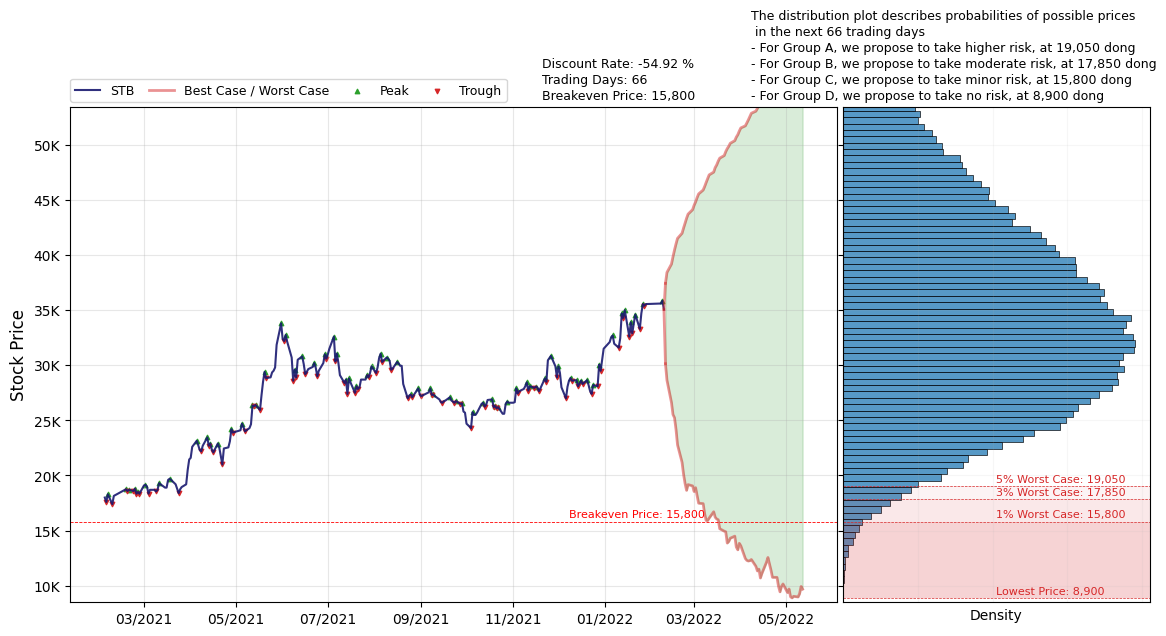 The distribution plot describes probabilities of possible prices
in the next 66 trading days
- For Group A, we propose to take higher risk, at 19,050 dong
- For Group B, we propose to take moderate risk, at 17,850 dong
- For Group C, we propose to take minor risk, at 15,800 dong
- For Group D, we propose to take no risk, at 8,900 dong
Discount Rate: -54.92 %
Trading Days: 66
Breakeven Price: 15,800
STB
Best Case / Worst Case
Peak
Trough
Stock Price
50K
45K
40K
35K
30K
25K
20K
15K
10K
Breakeven Price: 15,800
5% Worst Case: 19,050
3% Worst Case: 17,850
1% Worst Case: 15,800
Lowest Price: 8,900
03/2021
05/2021
07/2021
09/2021
11/2021
01/2022
03/2022
05/2022
Density